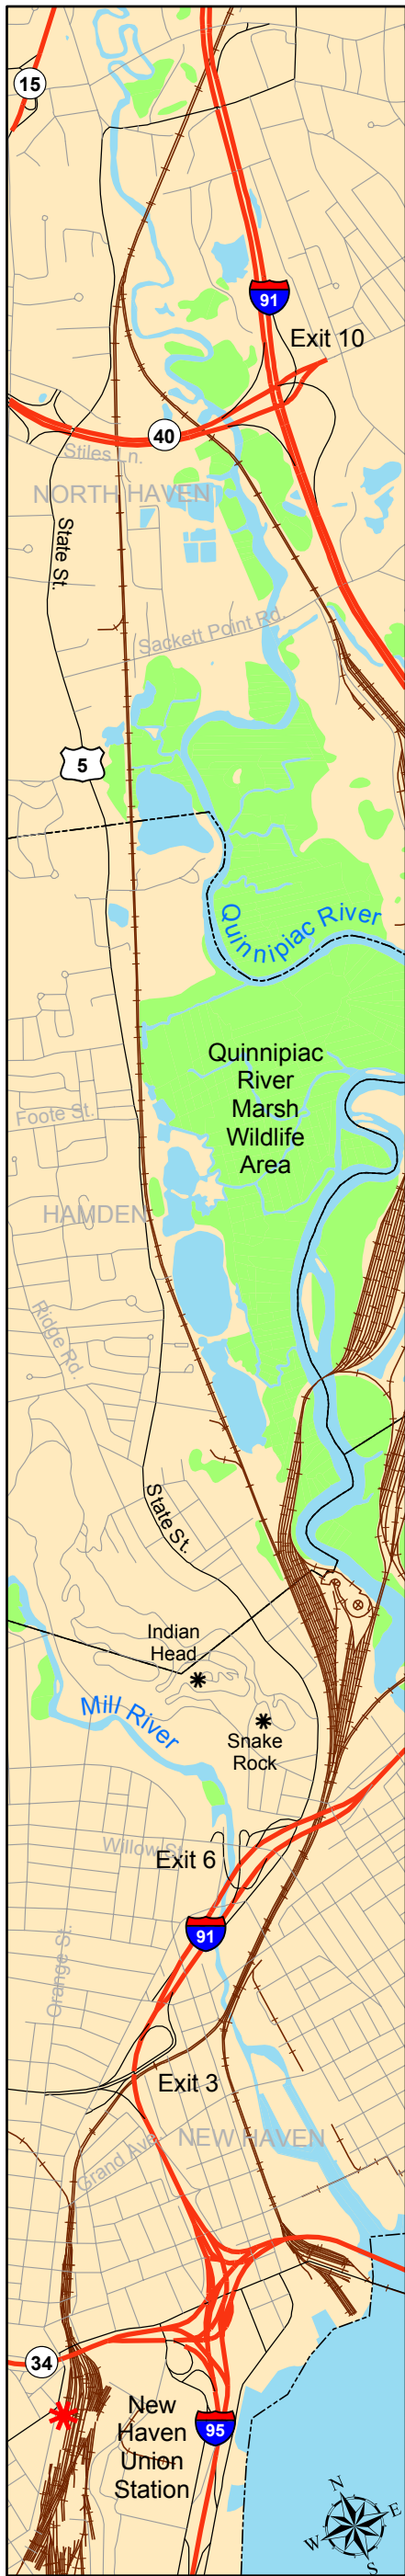 15
91
Exit 10
40
Stiles Ln.
NORTH HAVEN
State St.
Sackett Point Rd.
5
Quinnipiac River
Quinnipiac
River
Marsh
Wildlife
Area
Foote St.
HAMDEN
Ridge Rd.
State St.
Indian
Head
Mill River
Snake
Rock
Willow St.
Exit 6
91
Orange St.
Exit 3
NEW HAVEN
Grand Ave.
34
New
Haven
Union
Station
95
N
E
W
S